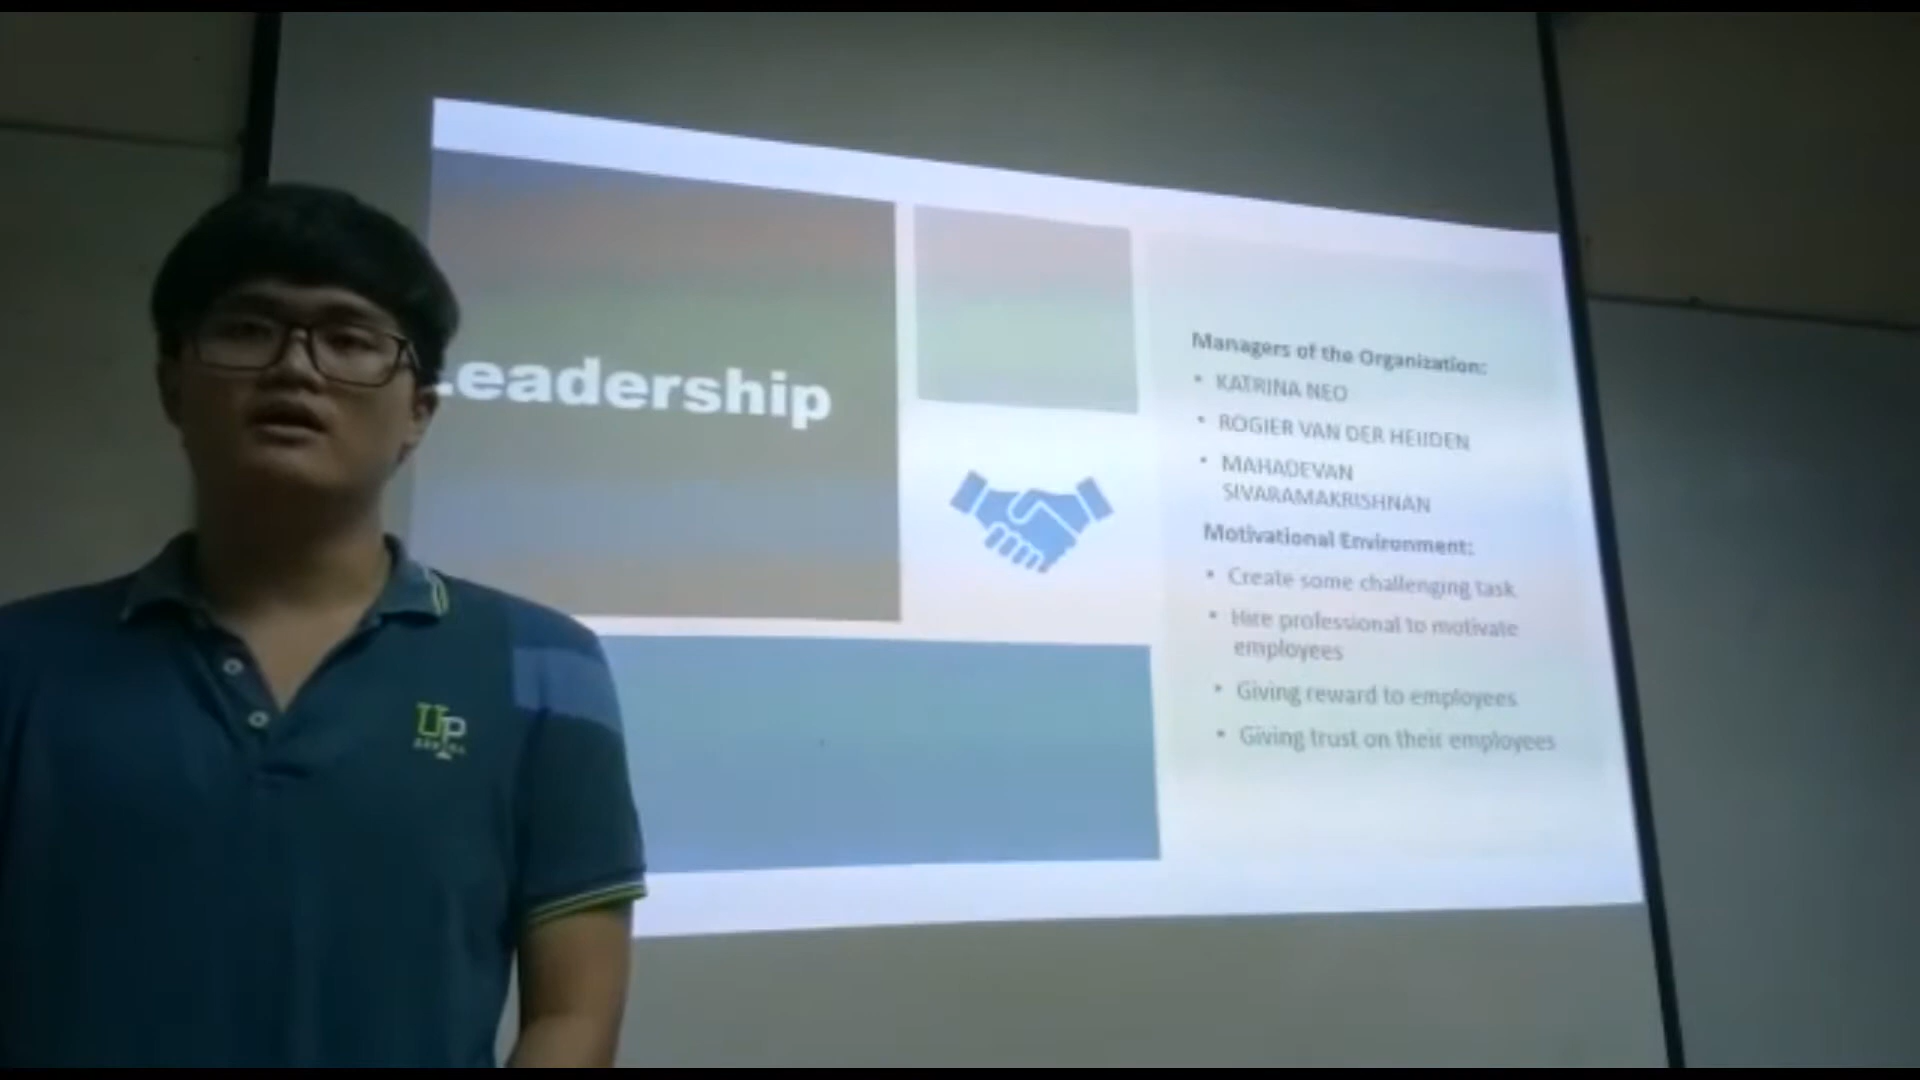 Leadership
Managers of the Organization:
• KATRINA NEO
• ROGIER VAN DER HEIJDEN
• MAHADEVAN
SIVARAMAKRISHNAN
Motivational Environment:
• Create some challenging task
• Hire professional to motivate
employees
• Giving reward to employees
• Giving trust on their employees
UP